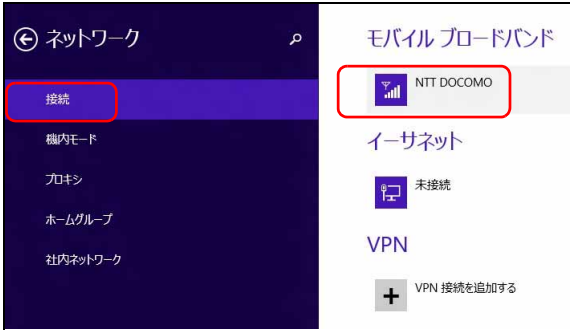 ネットワーク
接続
機内モード
プロキシ
ホームグループ
社内ネットワーク
モバイル ブロードバンド
NTT DOCOMO
イーサネット
未接続
VPN
VPN 接続を追加する